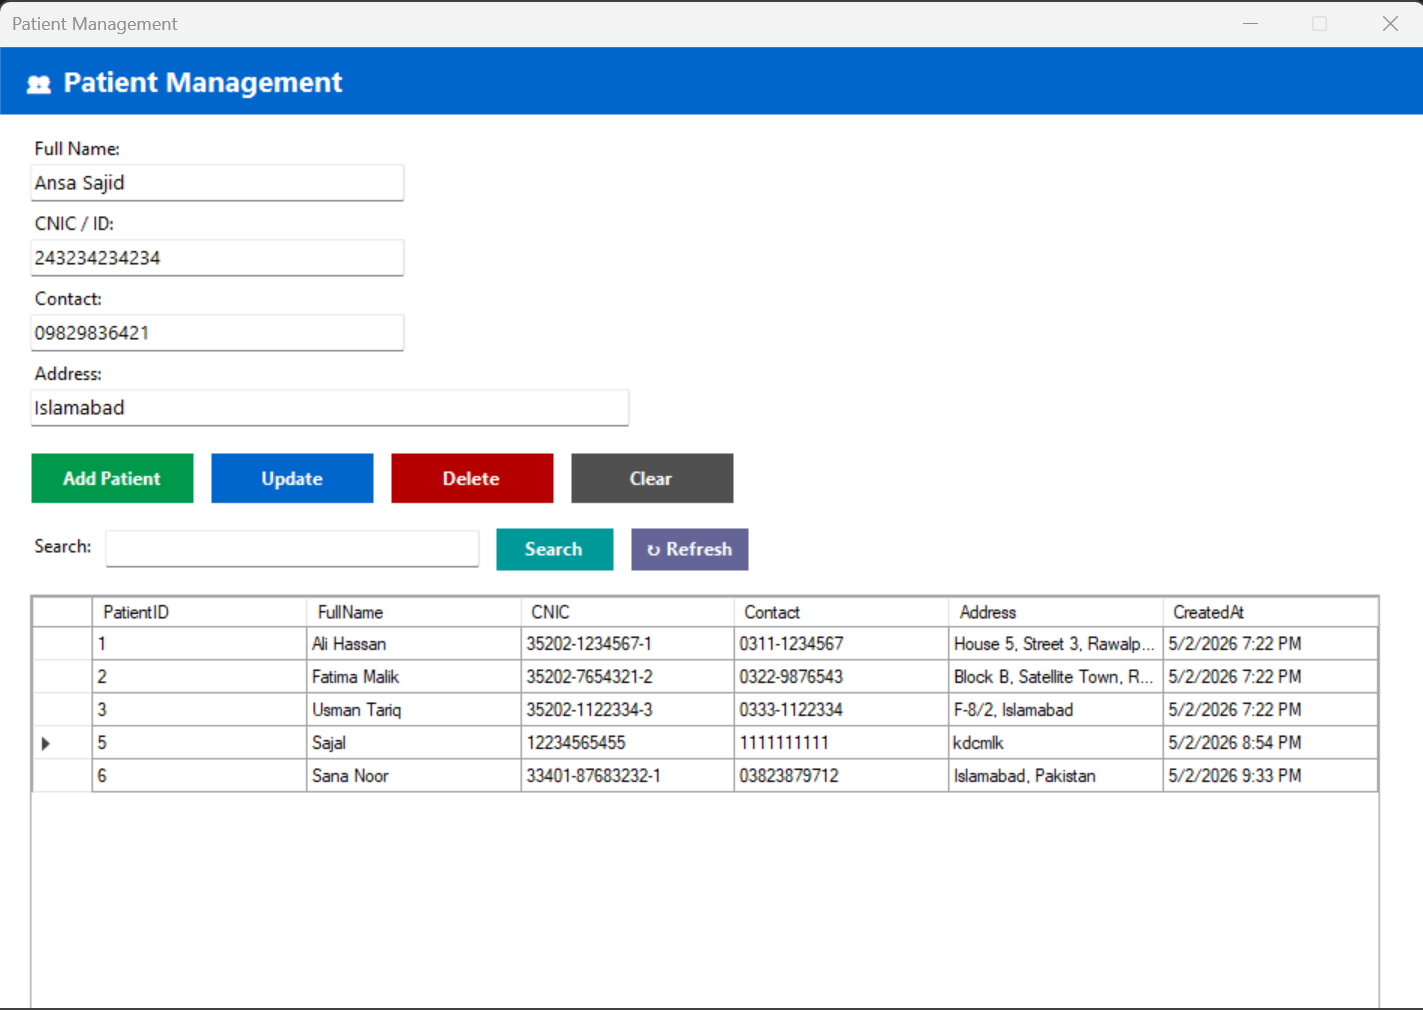 Patient Management
Patient Management
Full Name:
Ansa Sajid
CNIC / ID:
243234234234
Contact:
09829836421
Address:
Islamabad
Add Patient Update Delete Clear
Search: Search ↻ Refresh
PatientID FullName CNIC Contact Address CreatedAt
1 Ali Hassan 35202-1234567-1 0311-1234567 House 5, Street 3, Rawalp... 5/2/2026 7:22 PM
2 Fatima Malik 35202-7654321-2 0322-9876543 Block B, Satellite Town, R... 5/2/2026 7:22 PM
3 Usman Tariq 35202-1122334-3 0333-1122334 F-8/2, Islamabad 5/2/2026 7:22 PM
5 Sajal 12234565455 1111111111 kdcmlk 5/2/2026 8:54 PM
6 Sana Noor 33401-87683232-1 03823879712 Islamabad, Pakistan 5/2/2026 9:33 PM